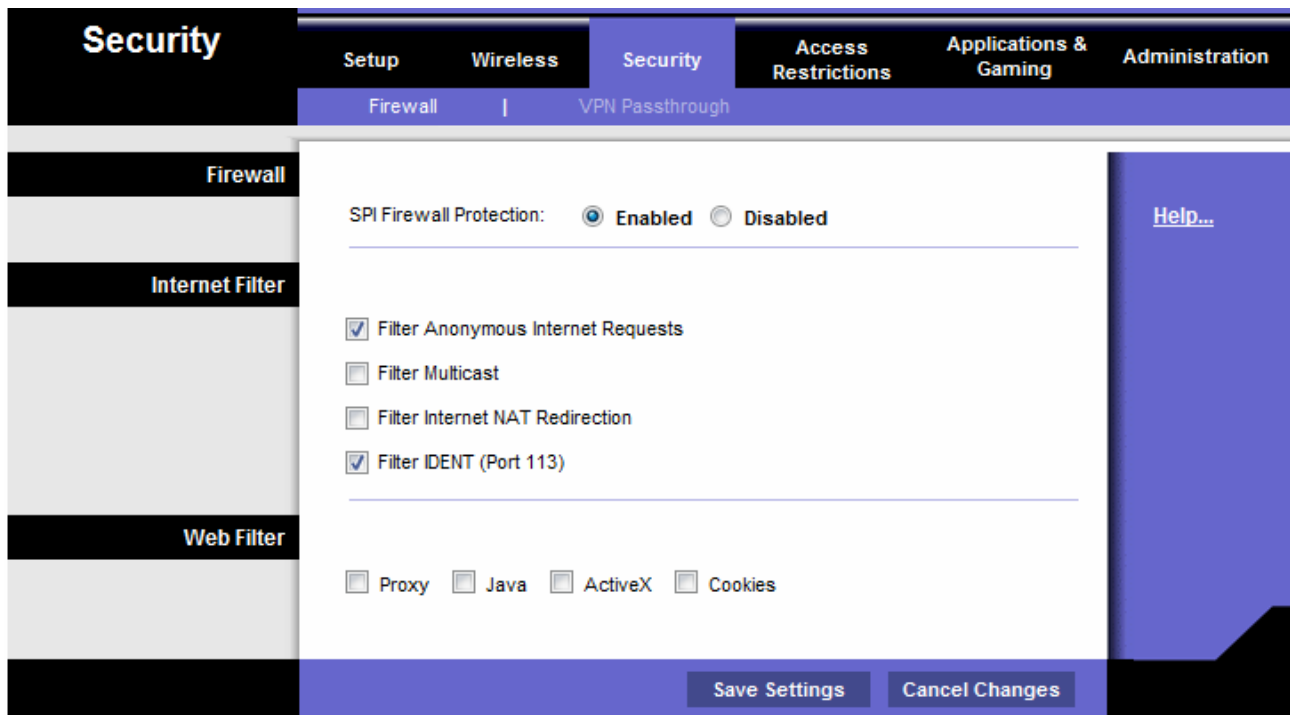 Security
Setup Wireless Security Access Restrictions Applications & Gaming Administration
Firewall | VPN Passthrough
Firewall
SPI Firewall Protection: Enabled Disabled
Help...
Internet Filter
Filter Anonymous Internet Requests
Filter Multicast
Filter Internet NAT Redirection
Filter IDENT (Port 113)
Web Filter
Proxy Java ActiveX Cookies
Save Settings Cancel Changes